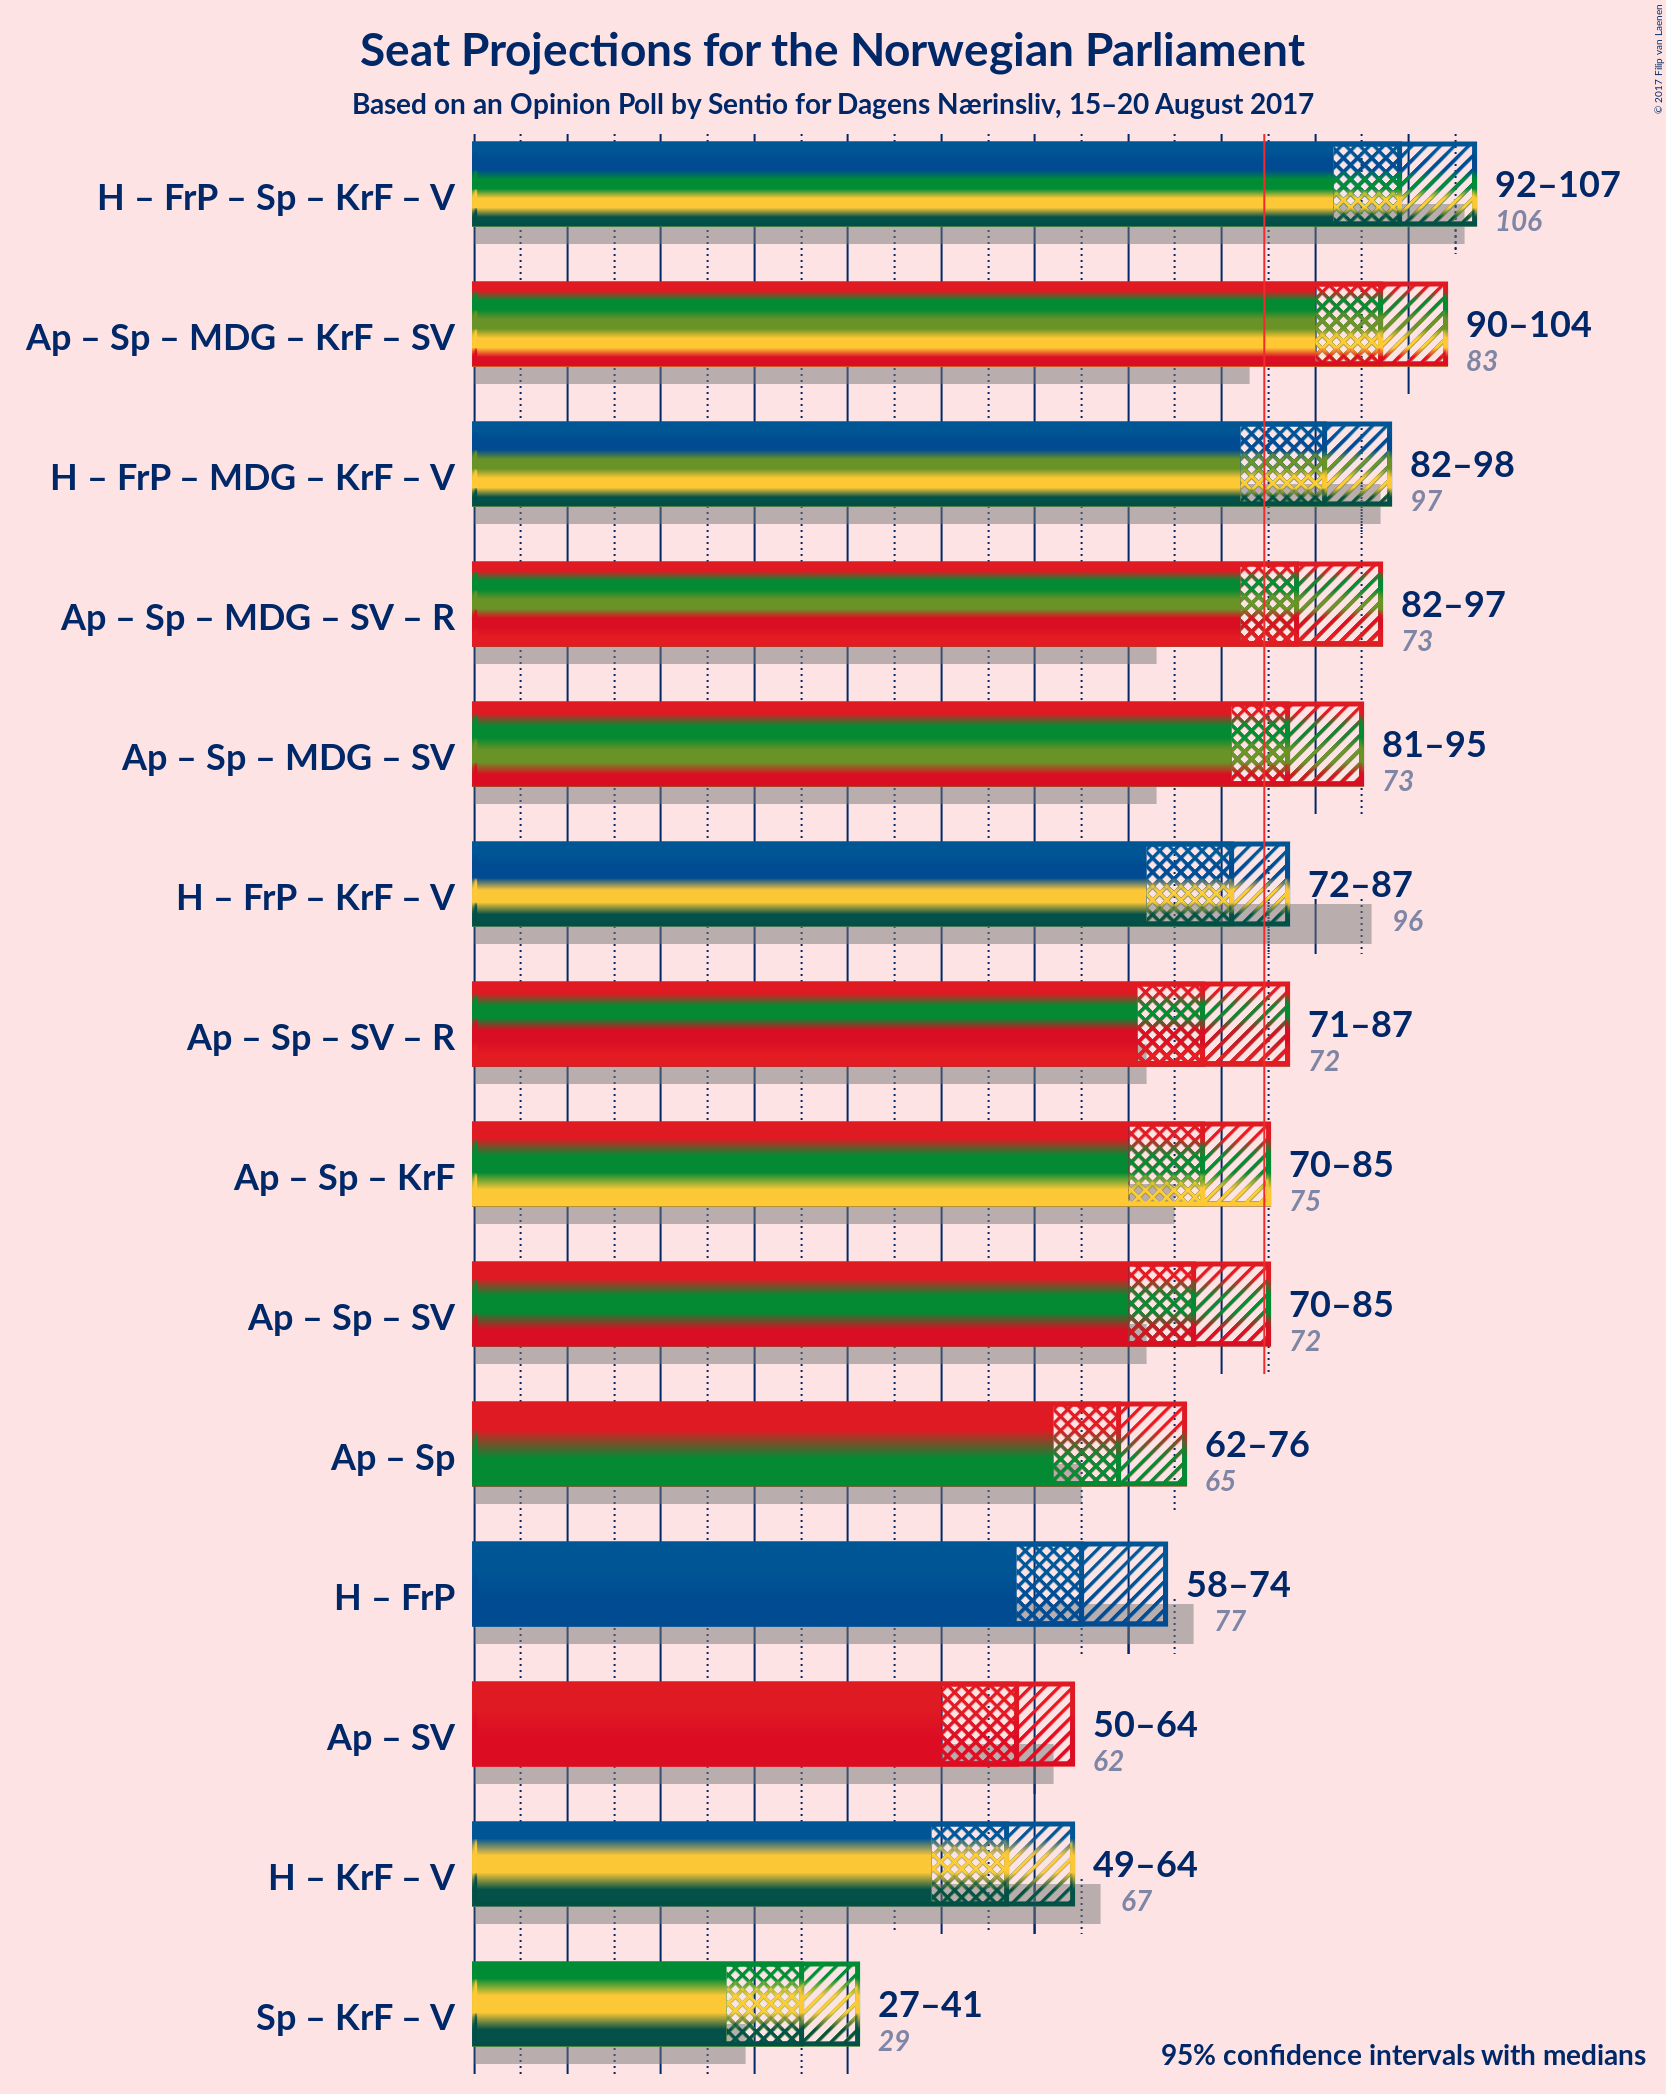 © 2017 Filip van Laenen
Seat Projections for the Norwegian Parliament
Based on an Opinion Poll by Sentio for Dagens Nærinsliv, 15–20 August 2017
H – FrP – Sp – KrF – V
92–107
106
Ap – Sp – MDG – KrF – SV
90–104
83
H – FrP – MDG – KrF – V
82–98
97
Ap – Sp – MDG – SV – R
82–97
73
Ap – Sp – MDG – SV
81–95
73
H – FrP – KrF – V
72–87
96
Ap – Sp – SV – R
71–87
72
Ap – Sp – KrF
70–85
75
Ap – Sp – SV
70–85
72
Ap – Sp
62–76
65
H – FrP
58–74
77
Ap – SV
50–64
62
H – KrF – V
49–64
67
Sp – KrF – V
27–41
29
95% confidence intervals with medians